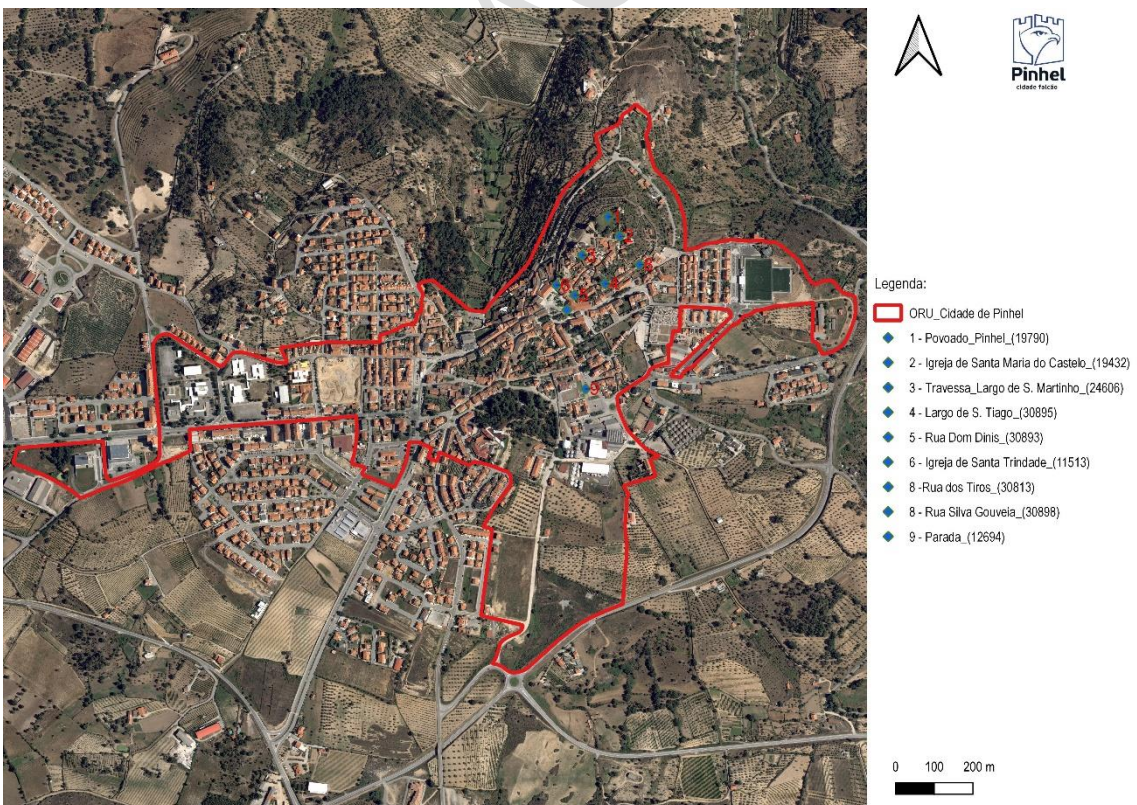 Pinhel
cidade falcão
Legenda:
ORU_Cidade de Pinhel
1 - Povoado_Pinhel_(19790)
2 - Igreja de Santa Maria do Castelo_(19432)
3 - Travessa_Largo de S. Martinho_(24606)
4 - Largo de S. Tiago_(30895)
5 - Rua Dom Dinis_(30893)
6 - Igreja de Santa Trindade_(11513)
8 -Rua dos Tiros_(30813)
8 - Rua Silva Gouveia_(30898)
9 - Parada_(12694)
9
0 100 200 m